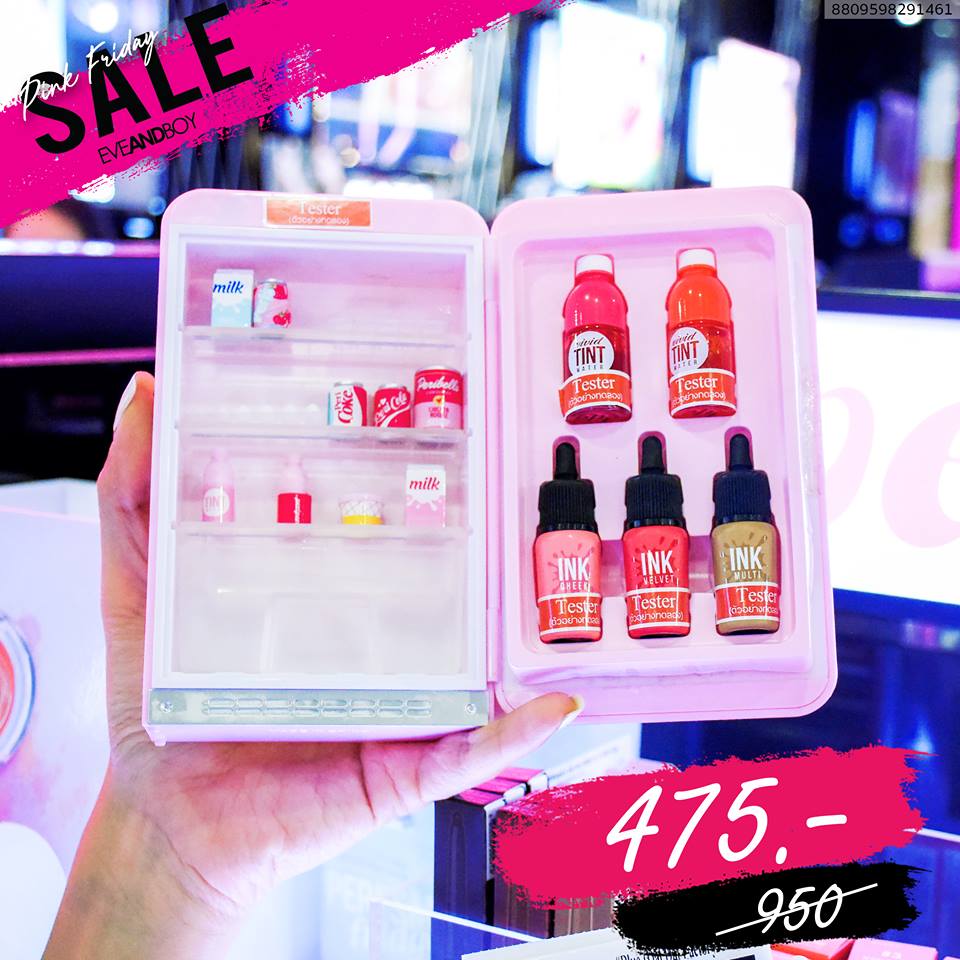 8809598291461
Pink Friday
SALE
EVEANDBOY
Tester
(ตัวอย่างทดลอง)
milk
Coke
Peribelle
milk
TINT
vivid
TINT
WATER
Tester
(ตัวอย่างทดลอง)
vivid
TINT
WATER
Tester
(ตัวอย่างทดลอง)
INK
CHEEK
Tester
(ตัวอย่างทดลอง)
INK
VELVET
Tester
(ตัวอย่างทดลอง)
INK
MULTI
Tester
(ตัวอย่างทดลอง)
475.-
950